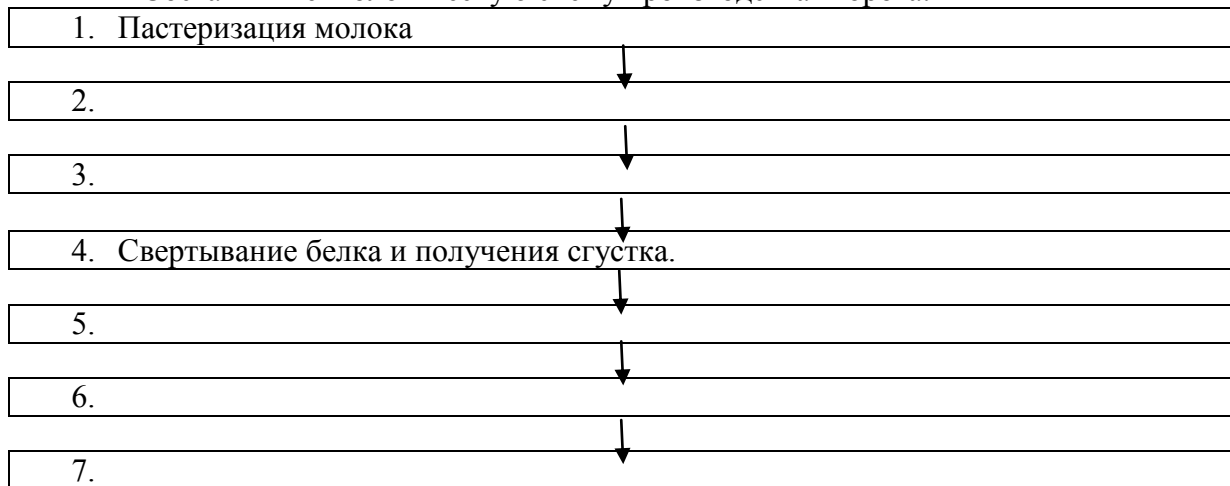 1. Пастеризация молока
2.
3.
4. Свертывание белка и получения сгустка.
5.
6.
7.